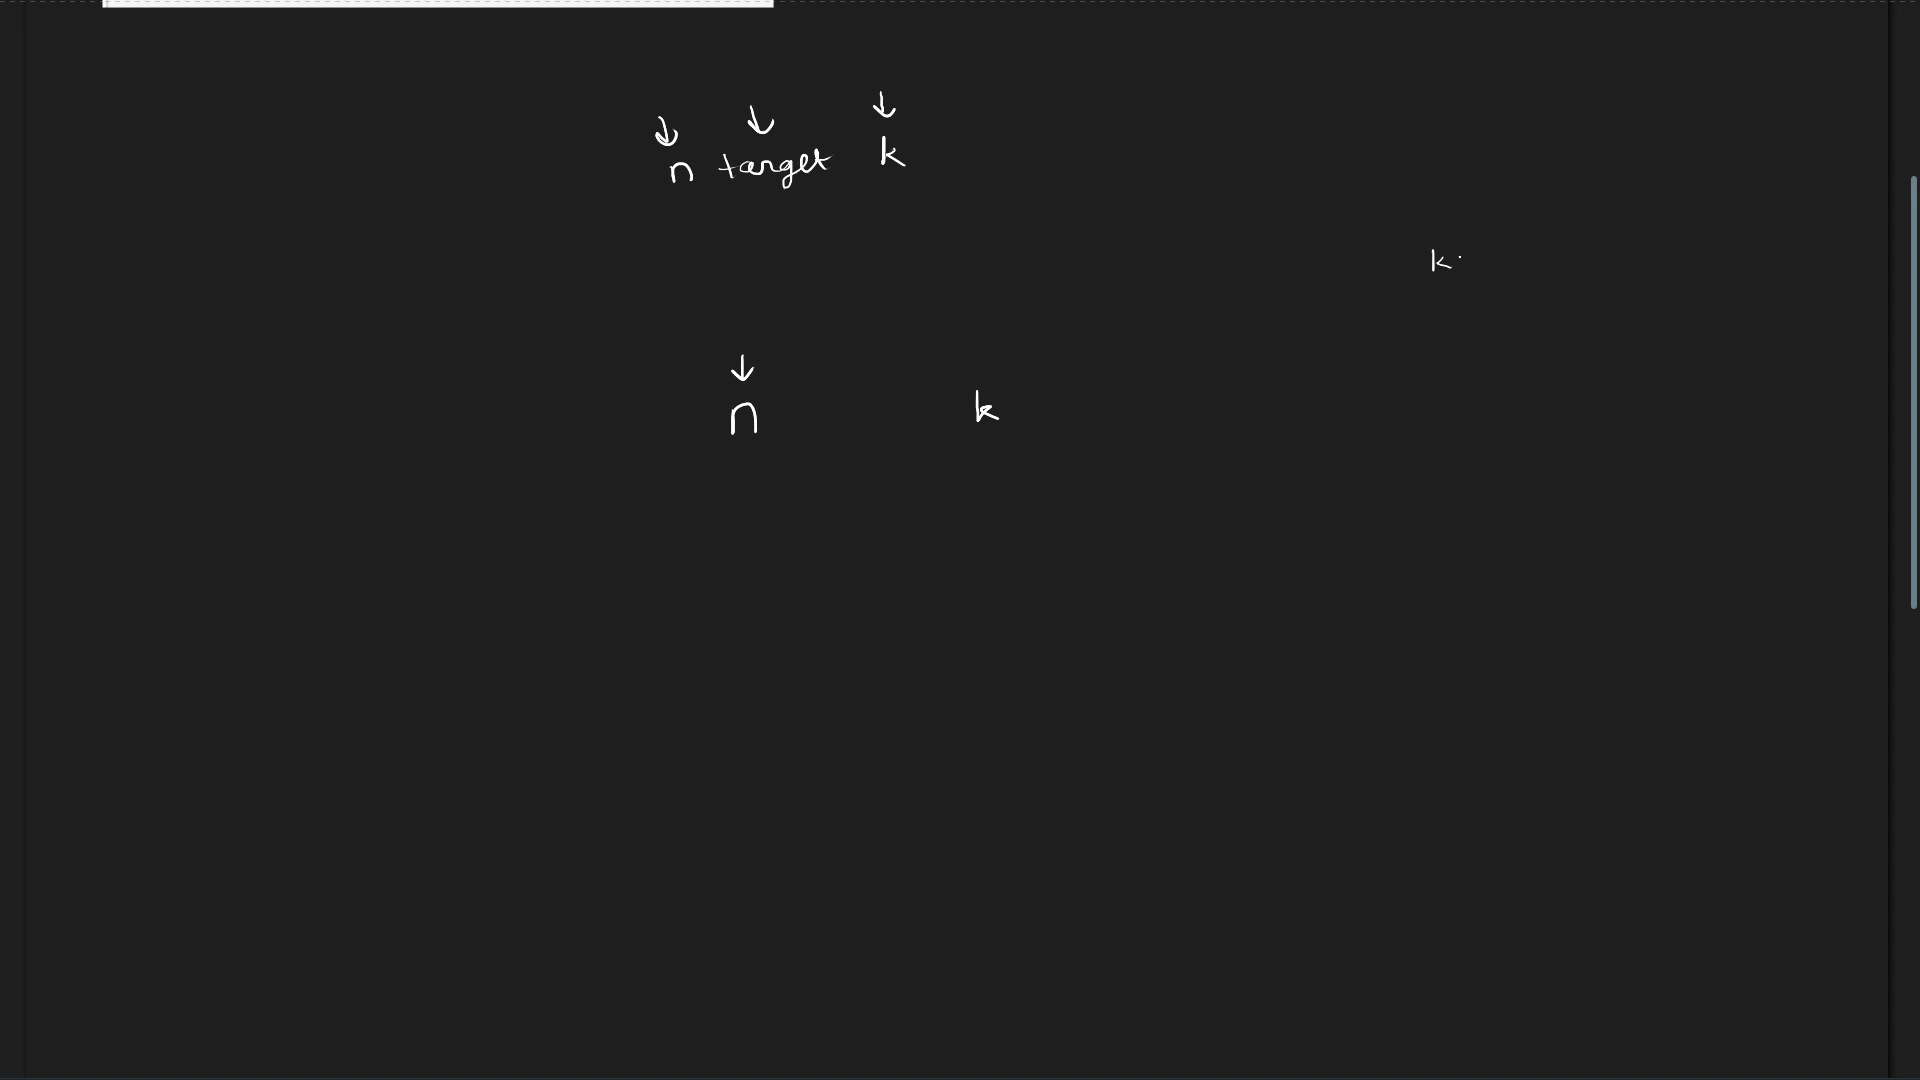 ↓ ↓ ↓
n target k
k.
↓
n k